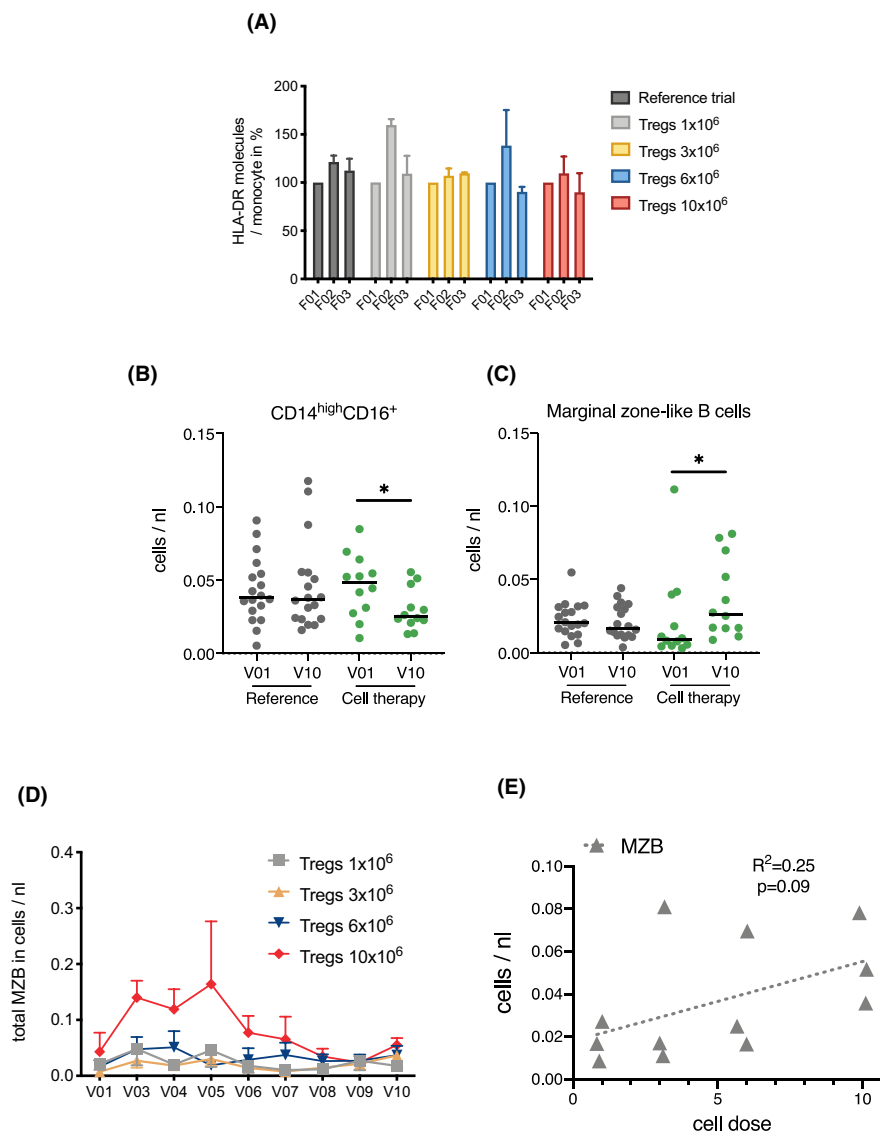 (A)
200
150
100
50
0
HLA-DR molecules
/ monocyte in %
F01 F02 F03 F01 F02 F03 F01 F02 F03 F01 F02 F03 F01 F02 F03
Reference trial
Tregs 1x10⁶
Tregs 3x10⁶
Tregs 6x10⁶
Tregs 10x10⁶
(B)
CD14highCD16+
0.15
0.10
0.05
0.00
cells / nl
*
V01 V10 V01 V10
Reference Cell therapy
(C)
Marginal zone-like B cells
0.15
0.10
0.05
0.00
cells / nl
*
V01 V10 V01 V10
Reference Cell therapy
(D)
0.4
0.3
0.2
0.1
0.0
total MZB in cells / nl
Tregs 1x10⁶
Tregs 3x10⁶
Tregs 6x10⁶
Tregs 10x10⁶
V01 V03 V04 V05 V06 V07 V08 V09 V10
(E)
MZB
R²=0.25
p=0.09
0.10
0.08
0.06
0.04
0.02
0.00
cells / nl
0 5 10
cell dose